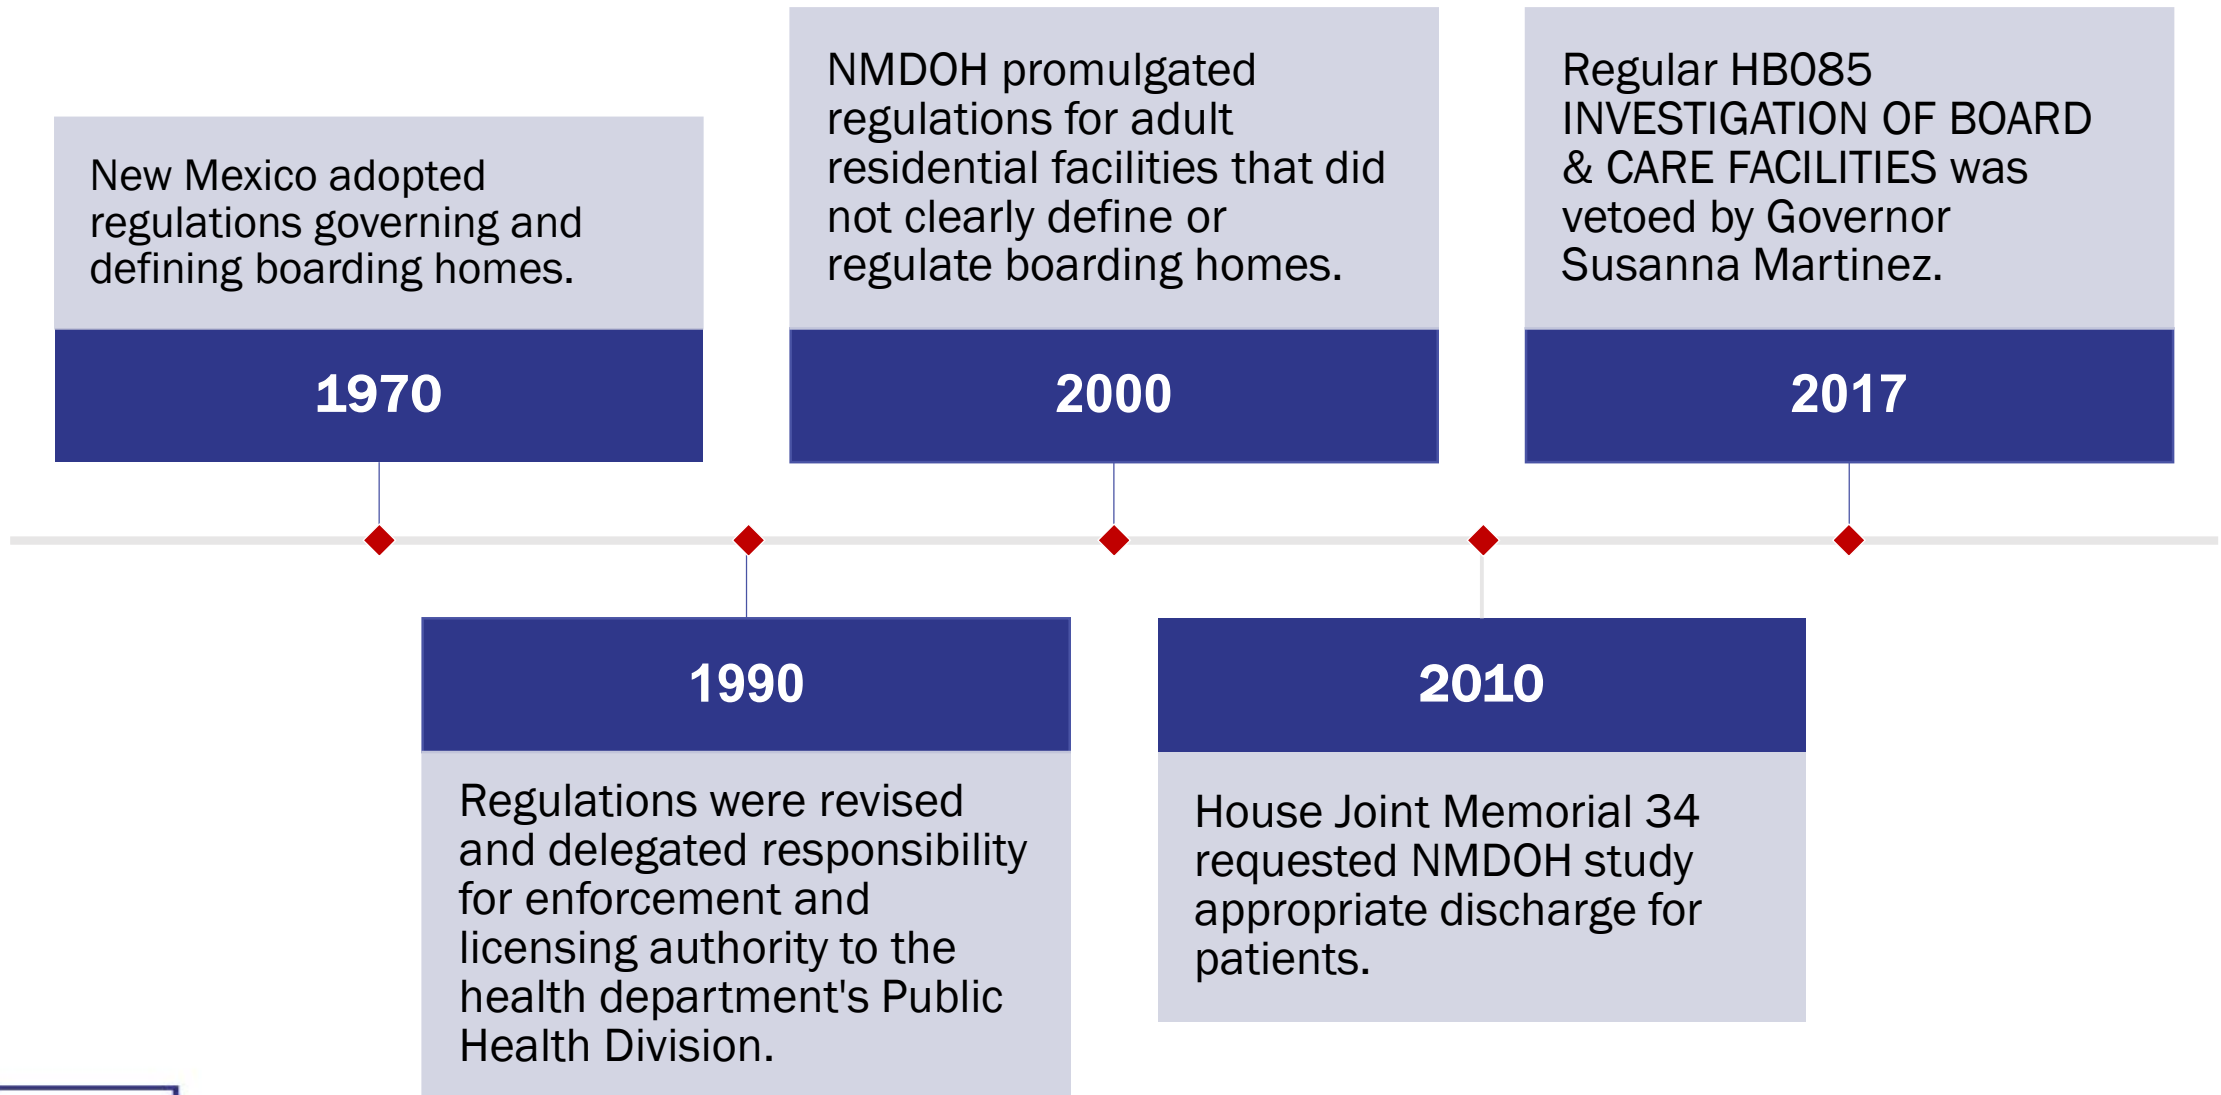 New Mexico adopted
regulations governing and
defining boarding homes.
1970
Regulations were revised
and delegated responsibility
for enforcement and
licensing authority to the
health department's Public
Health Division.
1990
NMDOH promulgated
regulations for adult
residential facilities that did
not clearly define or
regulate boarding homes.
2000
2010
House Joint Memorial 34
requested NMDOH study
appropriate discharge for
patients.
Regular HB085
INVESTIGATION OF BOARD
& CARE FACILITIES was
vetoed by Governor
Susanna Martinez.
2017